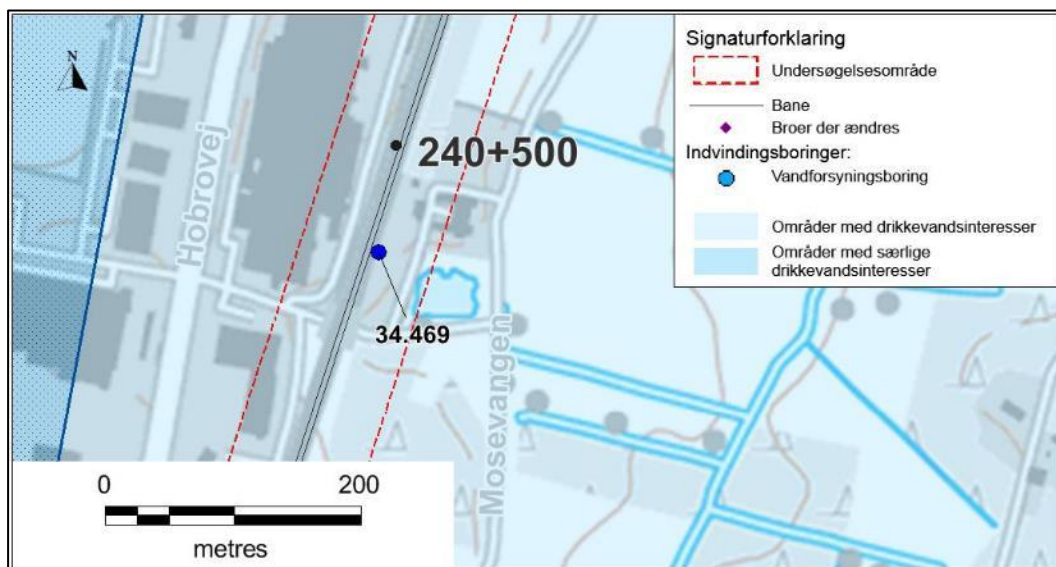 N
Hobrovej
240+500
34.469
Mosevangen
0 200
metres
Signaturforklaring
Undersøgelsesområde
Bane
Broer der ændres
Indvindingsboringer:
Vandforsyningsboring
Områder med drikkevandsinteresser
Områder med særlige
drikkevandsinteresser